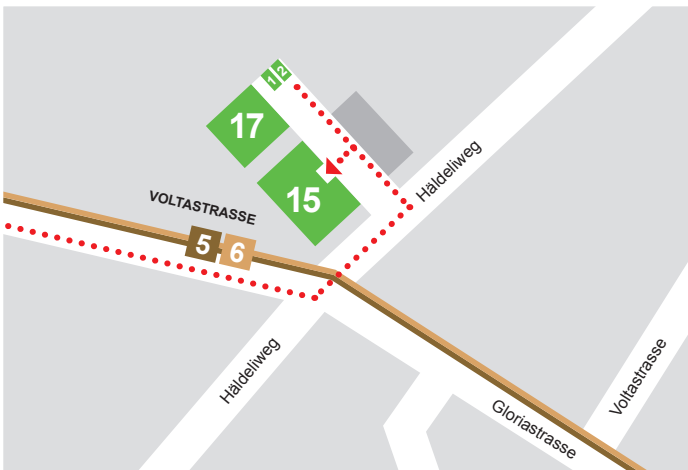 1 2
17
Häldeliweg
15
VOLTASTRASSE
5 6
Häldeliweg
Voltastrasse
Gloriastrasse